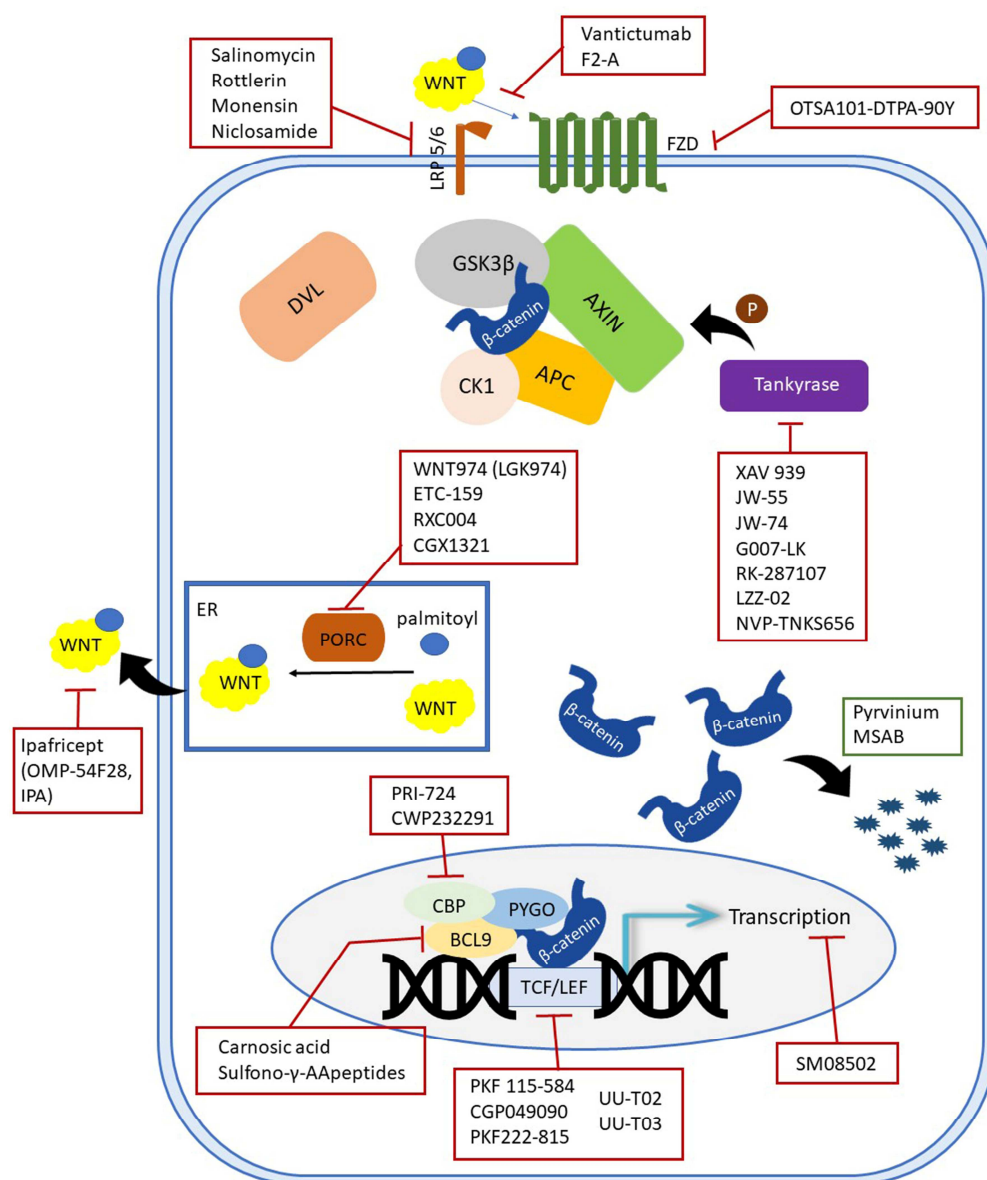 Salinomycin
Rottlerin
Monensin
Niclosamide
WNT
Vantictumab
F2-A
OTSA101-DTPA-90Y
LRP 5/6
FZD
DVL
GSK3β
β-catenin
AXIN
CK1
APC
P
Tankyrase
XAV 939
JW-55
JW-74
G007-LK
RK-287107
LZZ-02
NVP-TNKS656
WNT974 (LGK974)
ETC-159
RXC004
CGX1321
ER
PORC
palmitoyl
WNT
WNT
WNT
Ipafricept
(OMP-54F28,
IPA)
β-catenin
β-catenin
β-catenin
Pyrvinium
MSAB
PRI-724
CWP232291
CBP
PYGO
BCL9
β-catenin
TCF/LEF
Transcription
Carnosic acid
Sulfono-γ-AApeptides
PKF 115-584
CGP049090
PKF222-815
UU-T02
UU-T03
SM08502